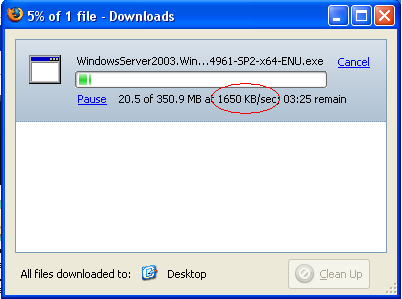 5% of 1 file - Downloads
WindowsServer2003.Win...4961-SP2-x64-ENU.exe Cancel
Pause 20.5 of 350.9 MB at 1650 KB/sec; 03:25 remain
All files downloaded to: Desktop Clean Up